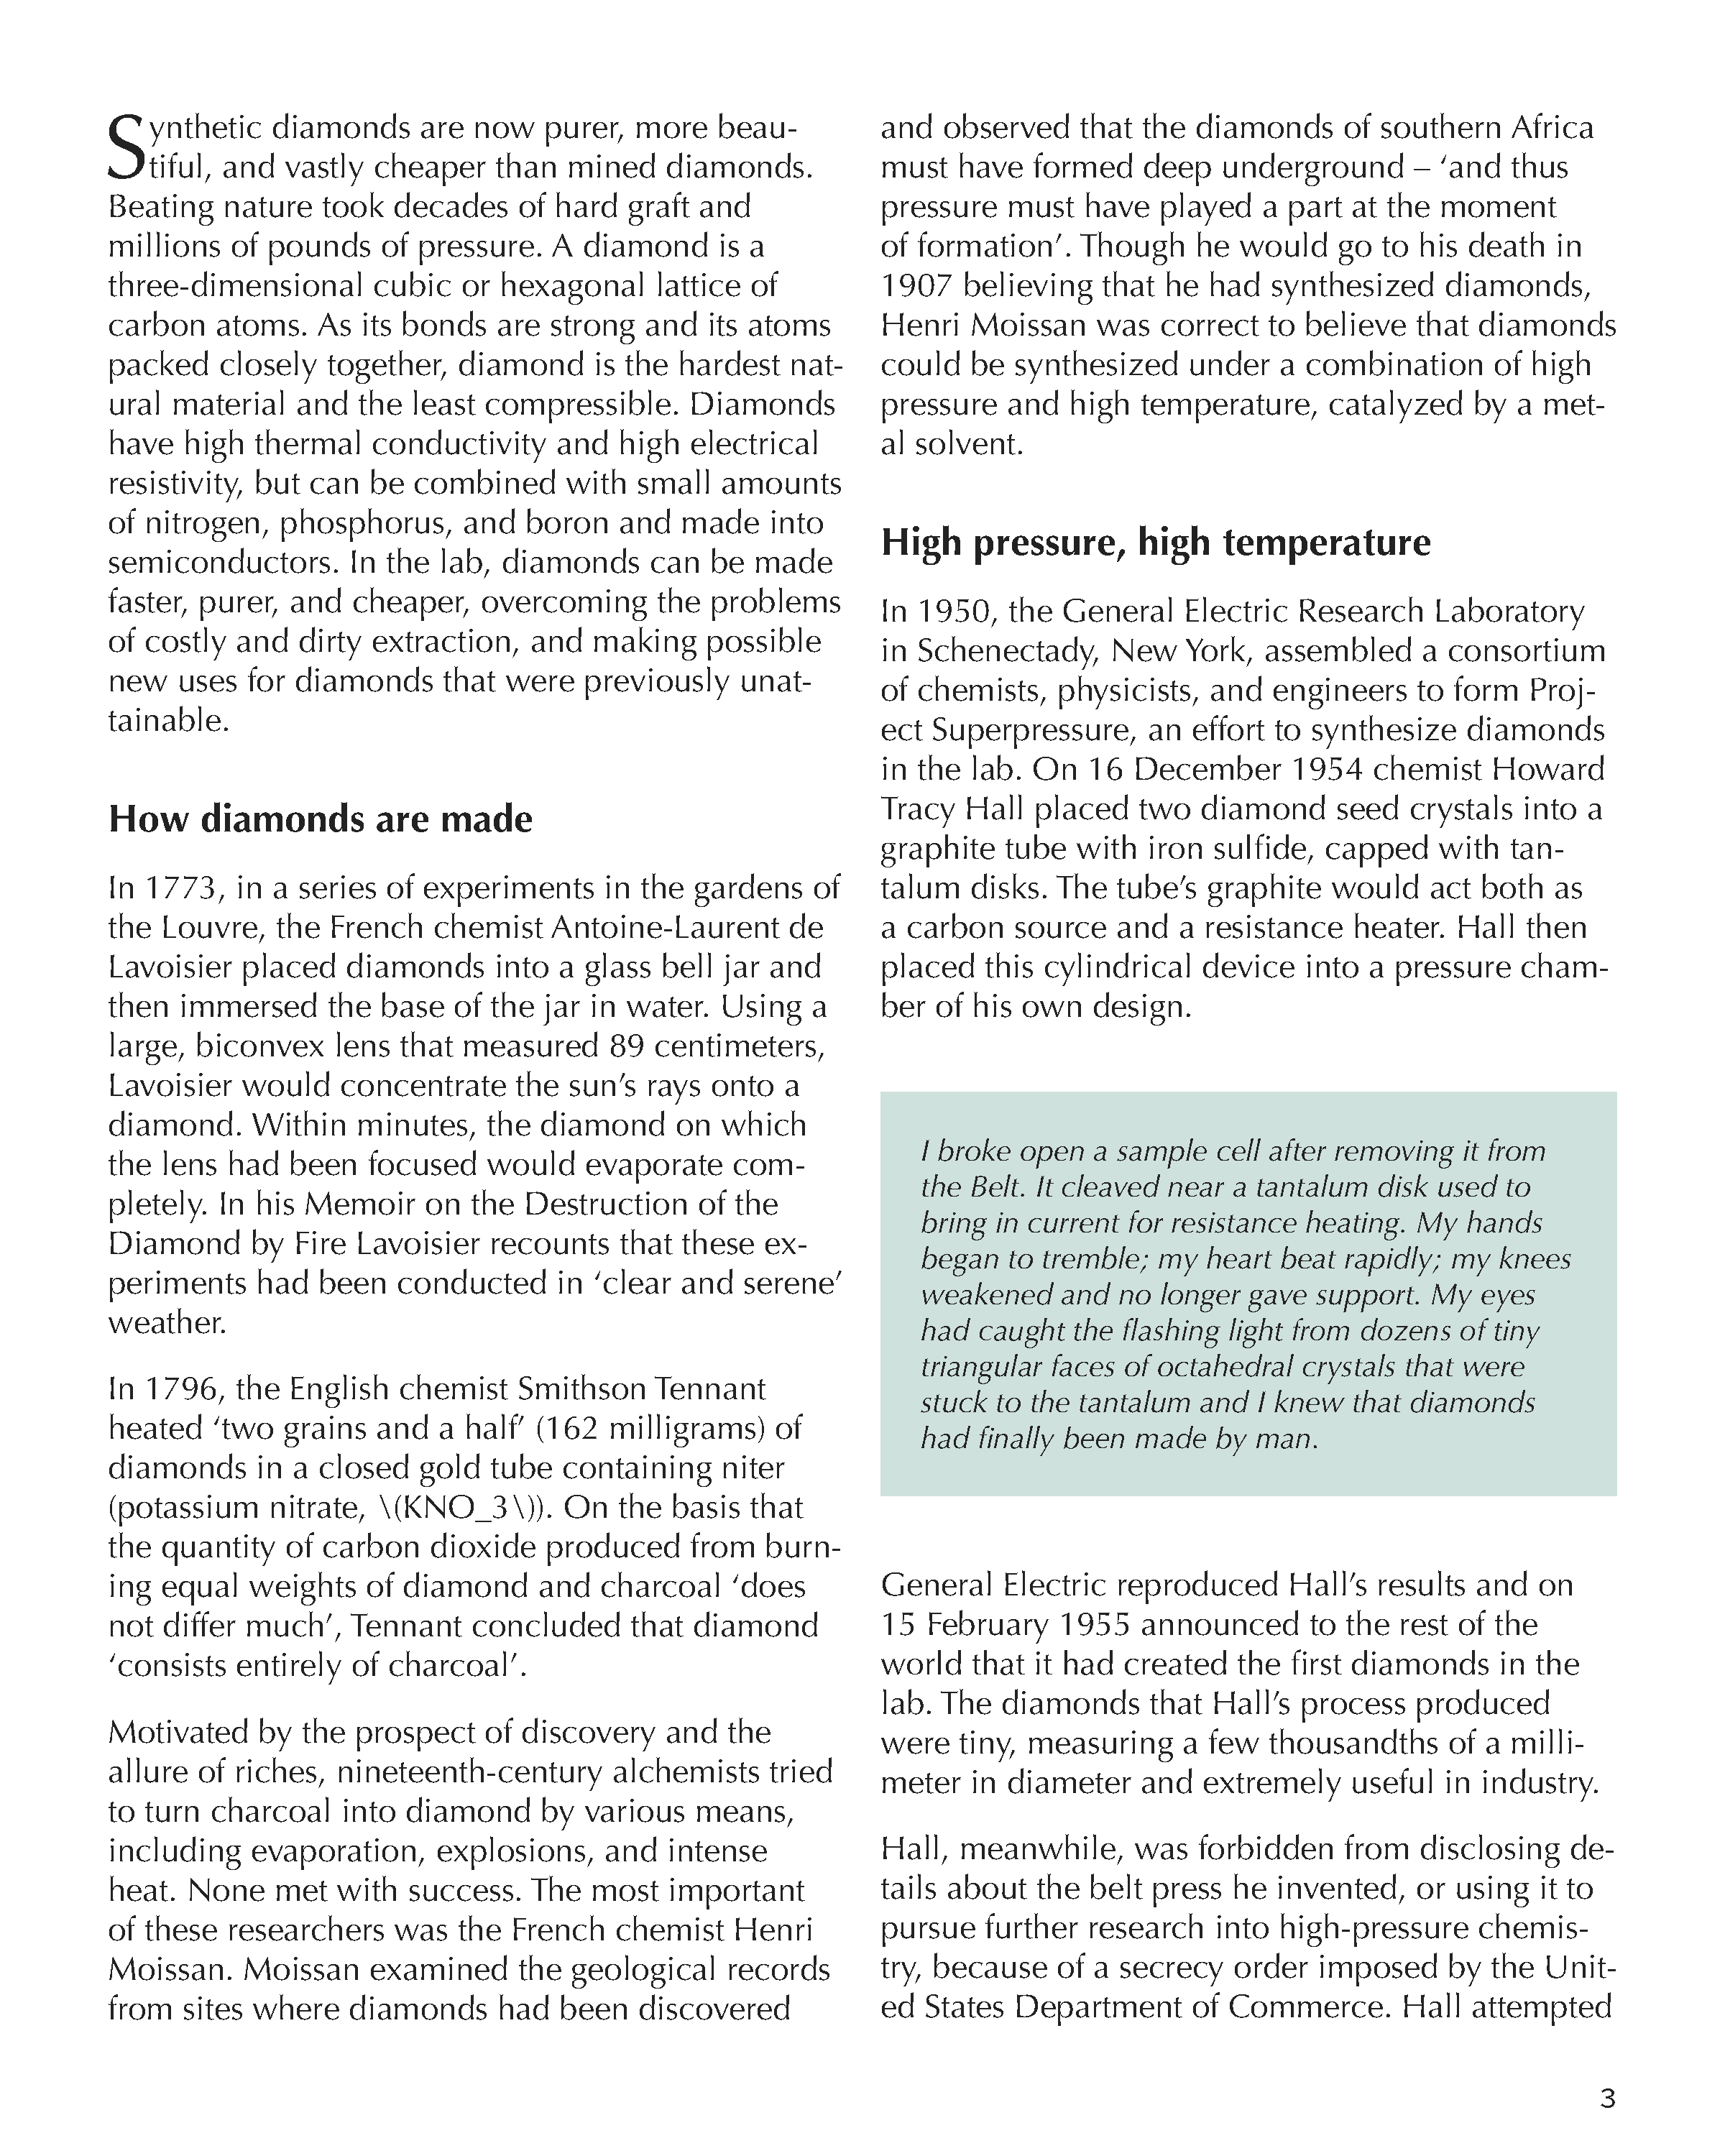 Synthetic diamonds are now purer, more beau-
tiful, and vastly cheaper than mined diamonds.
Beating nature took decades of hard graft and
millions of pounds of pressure. A diamond is a
three-dimensional cubic or hexagonal lattice of
carbon atoms. As its bonds are strong and its atoms
packed closely together, diamond is the hardest nat-
ural material and the least compressible. Diamonds
have high thermal conductivity and high electrical
resistivity, but can be combined with small amounts
of nitrogen, phosphorus, and boron and made into
semiconductors. In the lab, diamonds can be made
faster, purer, and cheaper, overcoming the problems
of costly and dirty extraction, and making possible
new uses for diamonds that were previously unat-
tainable.
How diamonds are made
In 1773, in a series of experiments in the gardens of
the Louvre, the French chemist Antoine-Laurent de
Lavoisier placed diamonds into a glass bell jar and
then immersed the base of the jar in water. Using a
large, biconvex lens that measured 89 centimeters,
Lavoisier would concentrate the sun’s rays onto a
diamond. Within minutes, the diamond on which
the lens had been focused would evaporate com-
pletely. In his Memoir on the Destruction of the
Diamond by Fire Lavoisier recounts that these ex-
periments had been conducted in ‘clear and serene’
weather.
In 1796, the English chemist Smithson Tennant
heated ‘two grains and a half’ (162 milligrams) of
diamonds in a closed gold tube containing niter
(potassium nitrate, \(KNO_3\)). On the basis that
the quantity of carbon dioxide produced from burn-
ing equal weights of diamond and charcoal ‘does
not differ much’, Tennant concluded that diamond
‘consists entirely of charcoal’.
Motivated by the prospect of discovery and the
allure of riches, nineteenth-century alchemists tried
to turn charcoal into diamond by various means,
including evaporation, explosions, and intense
heat. None met with success. The most important
of these researchers was the French chemist Henri
Moissan. Moissan examined the geological records
from sites where diamonds had been discovered
and observed that the diamonds of southern Africa
must have formed deep underground – ‘and thus
pressure must have played a part at the moment
of formation’. Though he would go to his death in
1907 believing that he had synthesized diamonds,
Henri Moissan was correct to believe that diamonds
could be synthesized under a combination of high
pressure and high temperature, catalyzed by a met-
al solvent.
High pressure, high temperature
In 1950, the General Electric Research Laboratory
in Schenectady, New York, assembled a consortium
of chemists, physicists, and engineers to form Proj-
ect Superpressure, an effort to synthesize diamonds
in the lab. On 16 December 1954 chemist Howard
Tracy Hall placed two diamond seed crystals into a
graphite tube with iron sulfide, capped with tan-
talum disks. The tube’s graphite would act both as
a carbon source and a resistance heater. Hall then
placed this cylindrical device into a pressure cham-
ber of his own design.
I broke open a sample cell after removing it from
the Belt. It cleaved near a tantalum disk used to
bring in current for resistance heating. My hands
began to tremble; my heart beat rapidly; my knees
weakened and no longer gave support. My eyes
had caught the flashing light from dozens of tiny
triangular faces of octahedral crystals that were
stuck to the tantalum and I knew that diamonds
had finally been made by man.
General Electric reproduced Hall’s results and on
15 February 1955 announced to the rest of the
world that it had created the first diamonds in the
lab. The diamonds that Hall’s process produced
were tiny, measuring a few thousandths of a milli-
meter in diameter and extremely useful in industry.
Hall, meanwhile, was forbidden from disclosing de-
tails about the belt press he invented, or using it to
pursue further research into high-pressure chemis-
try, because of a secrecy order imposed by the Unit-
ed States Department of Commerce. Hall attempted
3